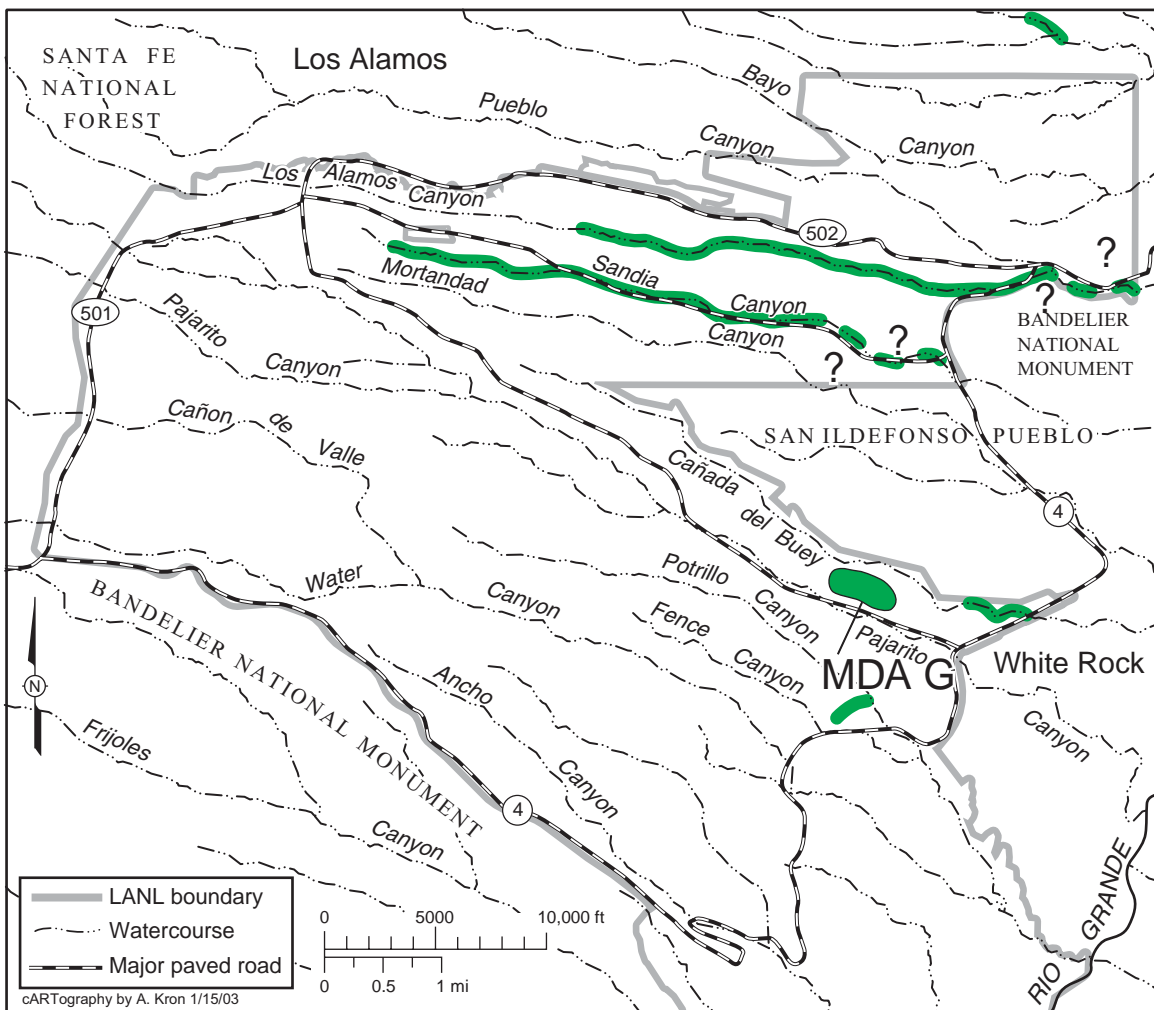 SANTA FE
NATIONAL
FOREST
Los Alamos
Bayo
Pueblo
Canyon
Canyon
Los Alamos
Canyon
502
?
Sandia
Mortandad
Canyon
?
501
Pajarito
Canyon
?
?
BANDELIER
NATIONAL
MONUMENT
Canyon
Cañon de Valle
SAN ILDEFONSO PUEBLO
Cañada del Buey
4
Water
Canyon
Potrillo
Canyon
Fence
Canyon
Pajarito
White Rock
MDA G
BANDELIER NATIONAL MONUMENT
Ancho
Canyon
Canyon
N
Frijoles
Canyon
4
RIO GRANDE
LANL boundary
Watercourse
Major paved road
0 5000 10,000 ft
0 0.5 1 mi
cARTography by A. Kron 1/15/03